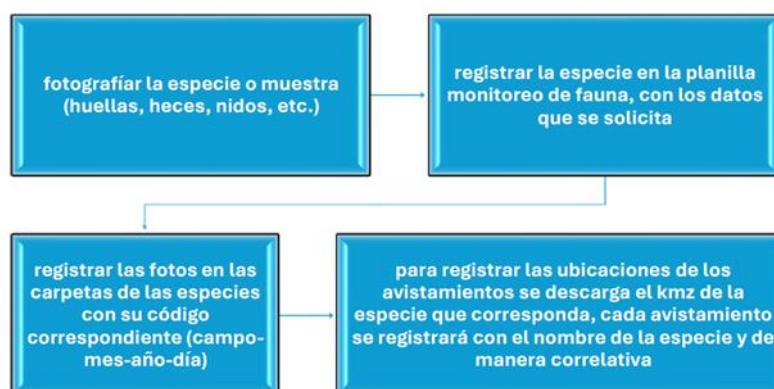 fotografíar la especie o muestra
(huellas, heces, nidos, etc.)
registrar la especie en la planilla
monitoreo de fauna, con los datos
que se solicita
registrar las fotos en las
carpetas de las especies
con su código
correspondiente (campo-
mes-año-día)
para registrar las ubicaciones de los
avistamientos se descarga el kmz de la
especie que corresponda, cada avistamiento
se registrará con el nombre de la especie y de
manera correlativa